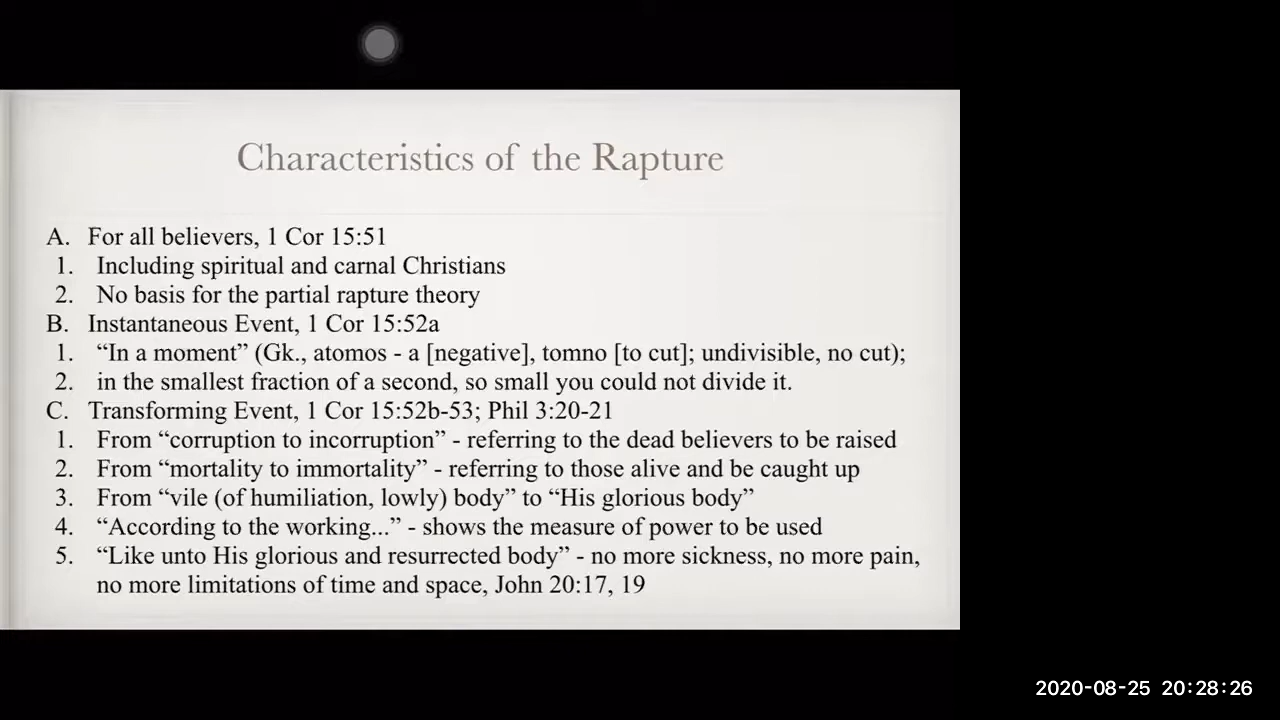 Characteristics of the Rapture
A. For all believers, 1 Cor 15:51
1. Including spiritual and carnal Christians
2. No basis for the partial rapture theory
B. Instantaneous Event, 1 Cor 15:52a
1. “In a moment” (Gk., atomos - a [negative], tomno [to cut]; undivisible, no cut);
2. in the smallest fraction of a second, so small you could not divide it.
C. Transforming Event, 1 Cor 15:52b-53; Phil 3:20-21
1. From “corruption to incorruption” - referring to the dead believers to be raised
2. From “mortality to immortality” - referring to those alive and be caught up
3. From “vile (of humiliation, lowly) body” to “His glorious body”
4. “According to the working...” - shows the measure of power to be used
5. “Like unto His glorious and resurrected body” - no more sickness, no more pain,
no more limitations of time and space, John 20:17, 19
2020-08-25 20:28:26